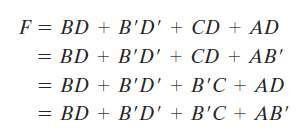 F = BD + B'D' + CD + AD
= BD + B'D' + CD + AB'
= BD + B'D' + B'C + AD
= BD + B'D' + B'C + AB'